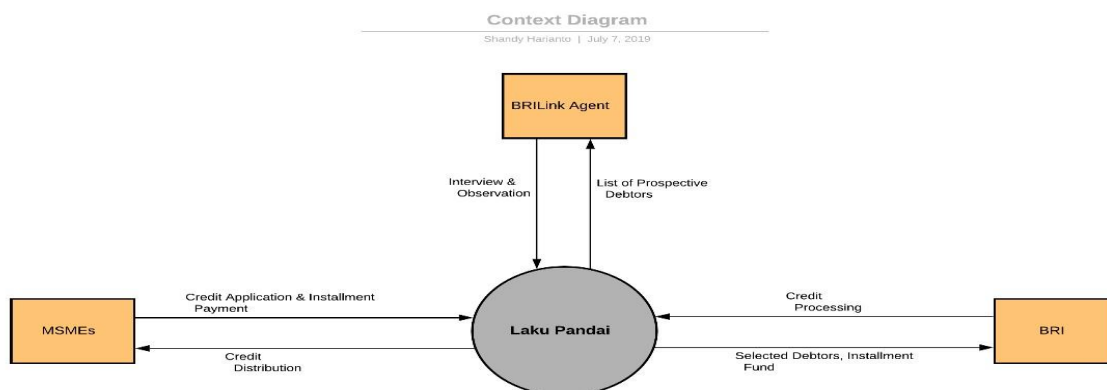 Context Diagram
Shandy Harianto | July 7, 2019
BRILink Agent
Interview &
Observation
List of Prospective
Debtors
Credit Application & Installment
Payment
Credit
Processing
MSMEs
Laku Pandai
BRI
Credit
Distribution
Selected Debtors, Installment
Fund